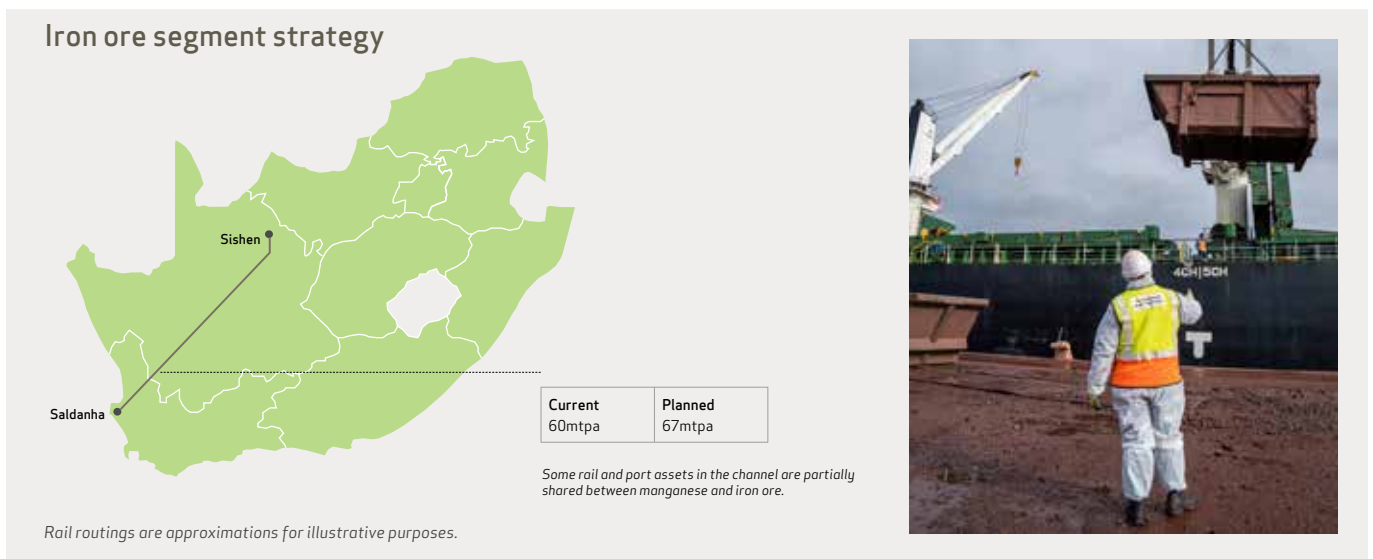 Iron ore segment strategy
Sishen
Saldanha
Current
60mtpa
Planned
67mtpa
Some rail and port assets in the channel are partially
shared between manganese and iron ore.
Rail routings are approximations for illustrative purposes.
4CH|5CH